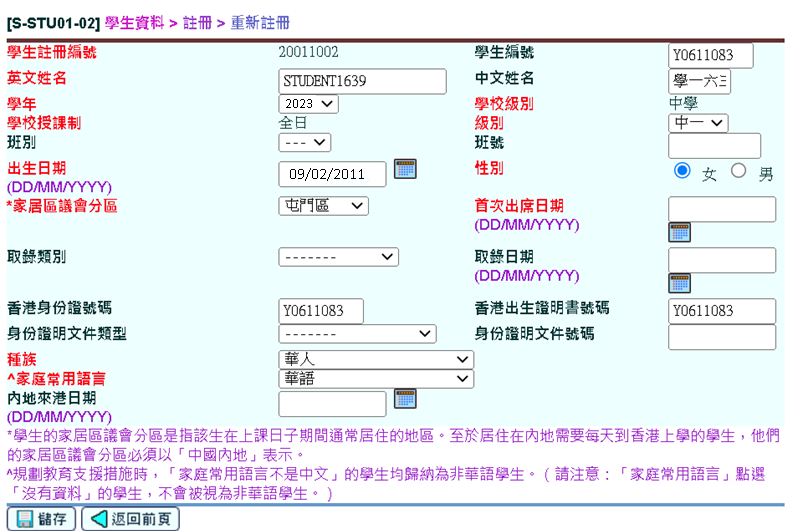 [S-STU01-02] 學生資料 > 註冊 > 重新註冊
學生註冊編號 20011002 學生編號 Y0611083
英文姓名 STUDENT1639 中文姓名 學一六三
學年 2023 學校級別 中學
學校授課制 全日 級別 中一
班別 --- 班號
出生日期 09/02/2011 性別 女 男
(DD/MM/YYYY)
*家居區議會分區 屯門區 首次出席日期
(DD/MM/YYYY)
取錄類別 ------- 取錄日期
(DD/MM/YYYY)
香港身份證號碼 Y0611083 香港出生證明書號碼 Y0611083
身份證明文件類型 ------- 身份證明文件號碼
種族 華人
^家庭常用語言 華語
內地來港日期
(DD/MM/YYYY)
*學生的家居區議會分區是指該生在上課日子期間通常居住的地區。至於居住在內地需要每天到香港上學的學生，他們
的家居區議會分區必須以「中國內地」表示。
^規劃教育支援措施時，「家庭常用語言不是中文」的學生均歸納為非華語學生。（請注意：「家庭常用語言」點選
「沒有資料」的學生，不會被視為非華語學生。）
儲存 返回前頁